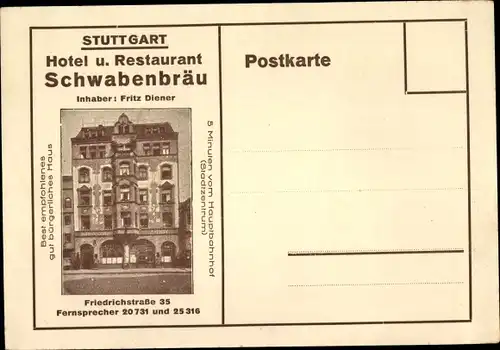 STUTTGART
Hotel u. Restaurant
Schwabenbräu
Inhaber: Fritz Diener
Best empfohlenes
gut bürgerliches Haus
5 Minuten vom Hauptbahnhof
(Stadtzentrum)
Friedrichstraße 35
Fernsprecher 20731 und 25316
Postkarte